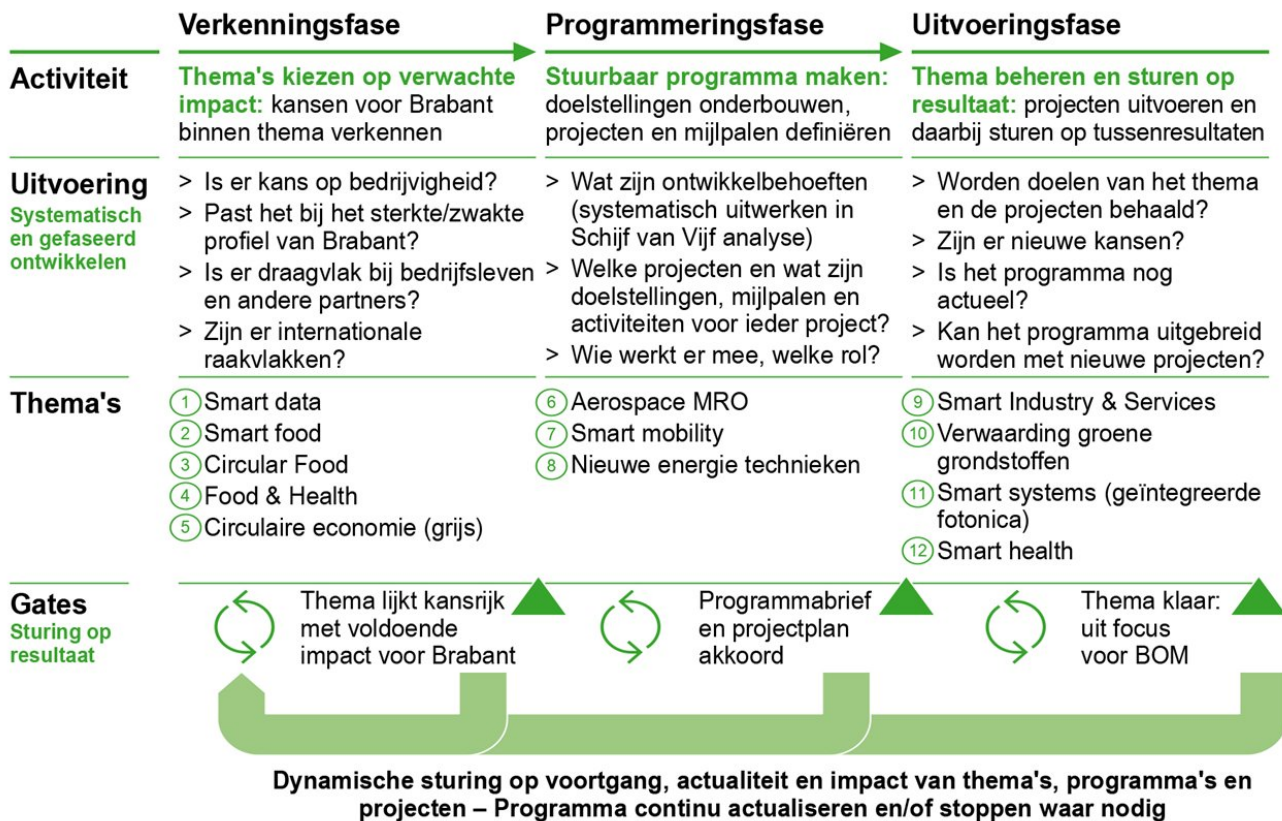 Verkenningsfase
Programmeringsfase
Uitvoeringsfase
Activiteit
Thema's kiezen op verwachte
impact: kansen voor Brabant
binnen thema verkennen
Stuurbaar programma maken:
doelstellingen onderbouwen,
projecten en mijlpalen definiëren
Thema beheren en sturen op
resultaat: projecten uitvoeren en
daarbij sturen op tussenresultaten
Uitvoering
Systematisch
en gefaseerd
ontwikkelen
> Is er kans op bedrijvigheid?
> Past het bij het sterkte/zwakte
profiel van Brabant?
> Is er draagvlak bij bedrijfsleven
en andere partners?
> Zijn er internationale
raakvlakken?
> Wat zijn ontwikkelbehoeften
(systematisch uitwerken in
Schijf van Vijf analyse)
> Welke projecten en wat zijn
doelstellingen, mijlpalen en
activiteiten voor ieder project?
> Wie werkt er mee, welke rol?
> Worden doelen van het thema
en de projecten behaald?
> Zijn er nieuwe kansen?
> Is het programma nog
actueel?
> Kan het programma uitgebreid
worden met nieuwe projecten?
Thema's
1 Smart data
2 Smart food
3 Circular Food
4 Food & Health
5 Circulaire economie (grijs)
6 Aerospace MRO
7 Smart mobility
8 Nieuwe energie technieken
9 Smart Industry & Services
10 Verwaarding groene
grondstoffen
11 Smart systems (geïntegreerde
fotonica)
12 Smart health
Gates
Sturing op
resultaat
Thema lijkt kansrijk
met voldoende
impact voor Brabant
Programmabrief
en projectplan
akkoord
Thema klaar:
uit focus
voor BOM
Dynamische sturing op voortgang, actualiteit en impact van thema's, programma's en
projecten – Programma continu actualiseren en/of stoppen waar nodig